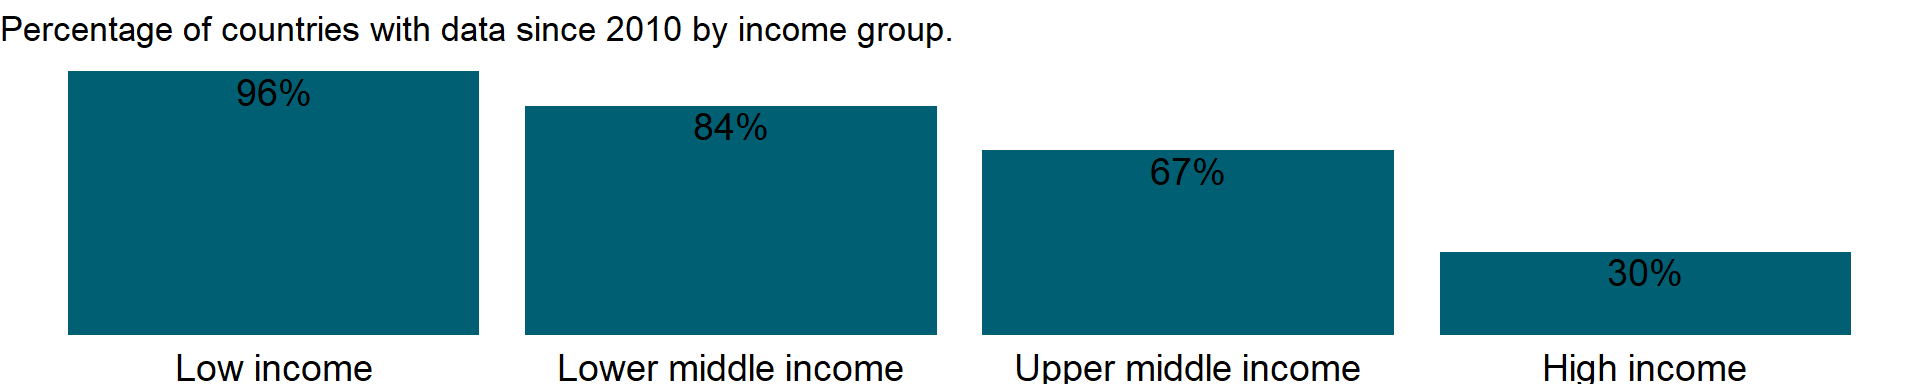 Percentage of countries with data since 2010 by income group.
96%
84%
67%
30%
Low income
Lower middle income
Upper middle income
High income